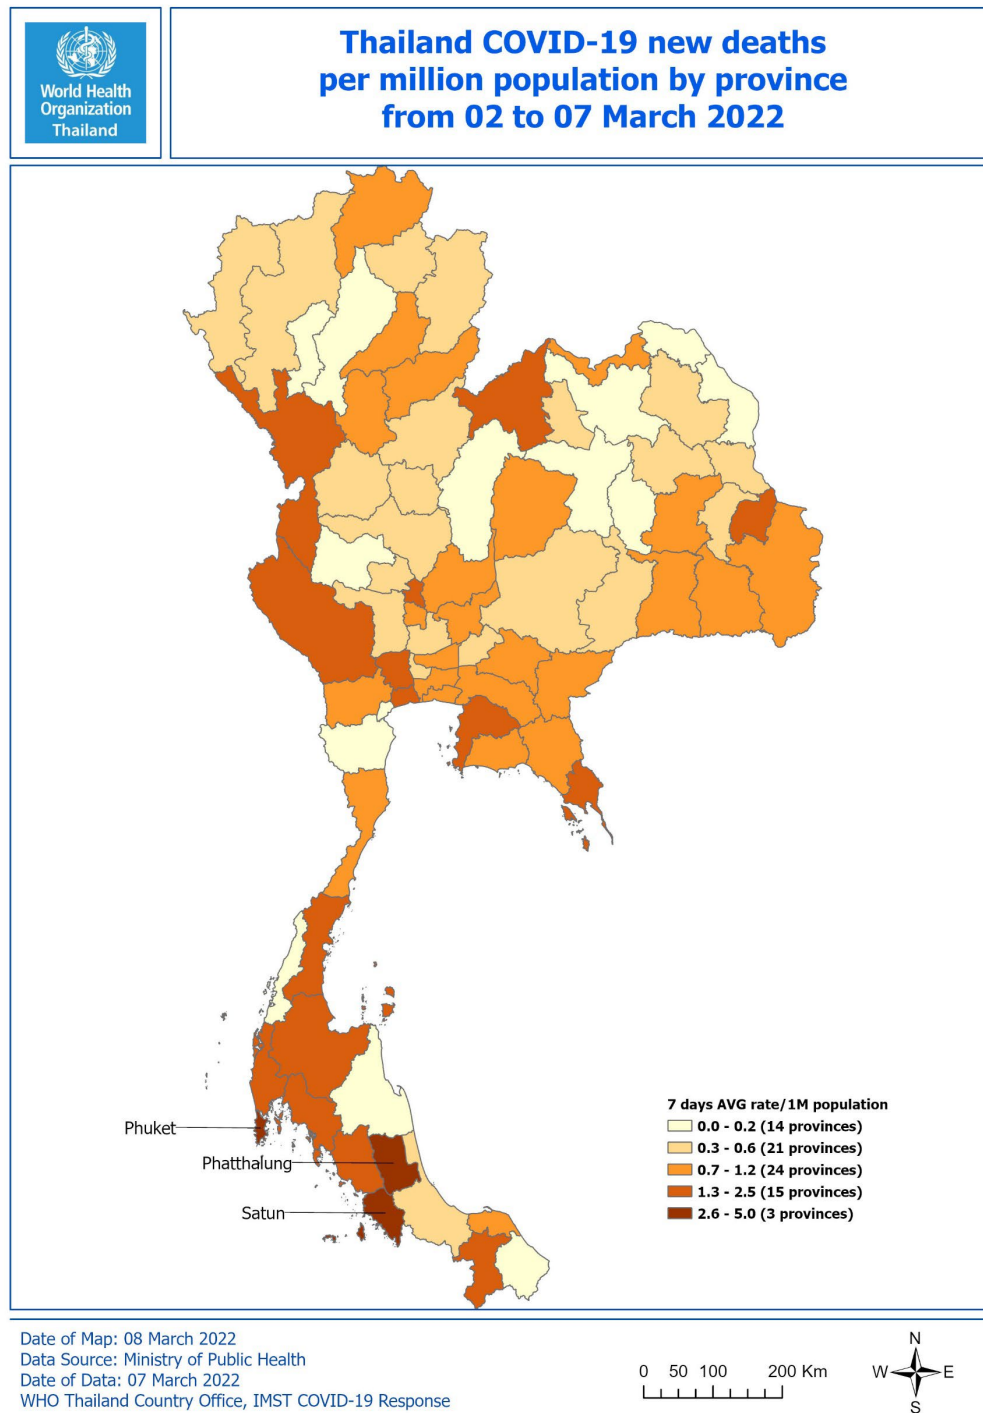 World Health
Organization
Thailand
Thailand COVID-19 new deaths
per million population by province
from 02 to 07 March 2022
Phuket
Phatthalung
Satun
7 days AVG rate/1M population
0.0 - 0.2 (14 provinces)
0.3 - 0.6 (21 provinces)
0.7 - 1.2 (24 provinces)
1.3 - 2.5 (15 provinces)
2.6 - 5.0 (3 provinces)
Date of Map: 08 March 2022
Data Source: Ministry of Public Health
Date of Data: 07 March 2022
WHO Thailand Country Office, IMST COVID-19 Response
0 50 100 200 Km
N
W E
S